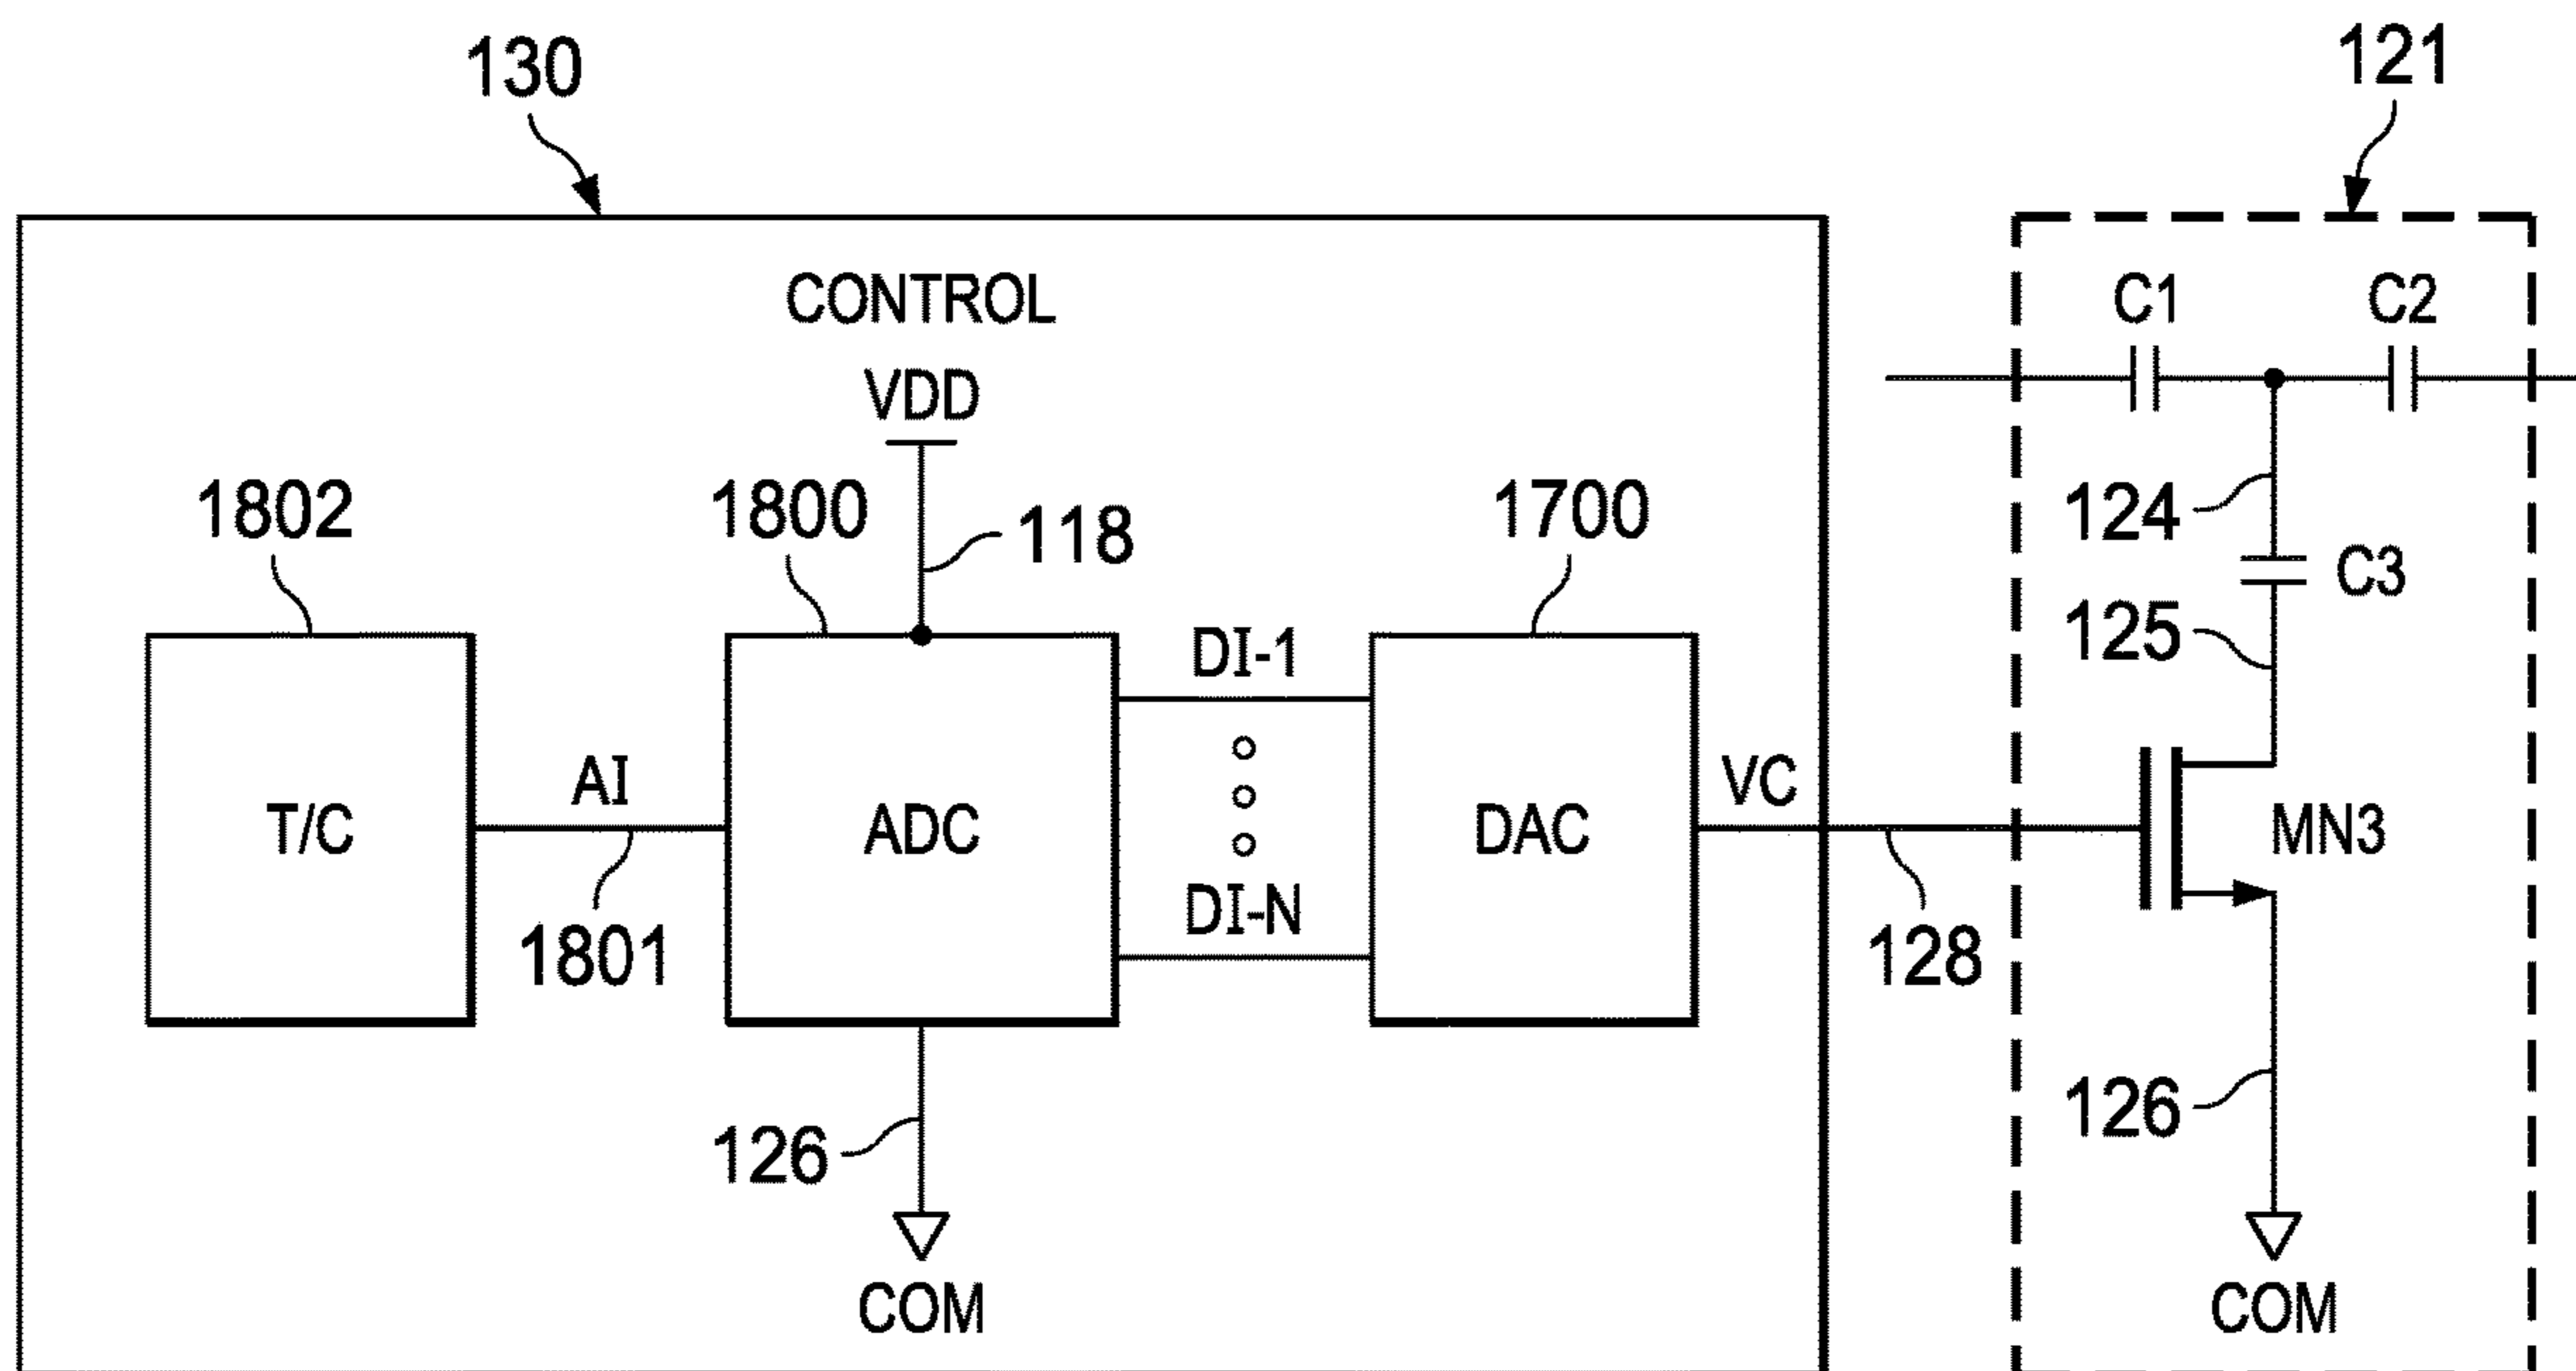 130
121
CONTROL
C1
C2
VDD
1802
1800
118
1700
124
C3
DI-1
125
AI
VC
T/C
ADC
DAC
MN3
DI-N
1801
128
126
126
COM
COM